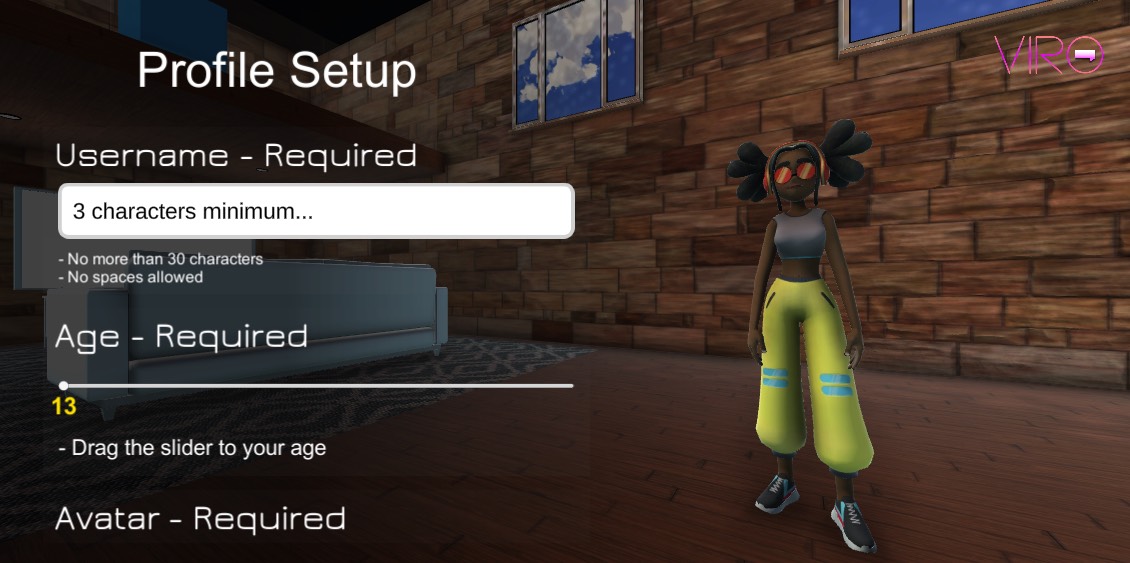 VIRO
Profile Setup
Username - Required
3 characters minimum...
- No more than 30 characters
- No spaces allowed
Age - Required
13
- Drag the slider to your age
Avatar - Required